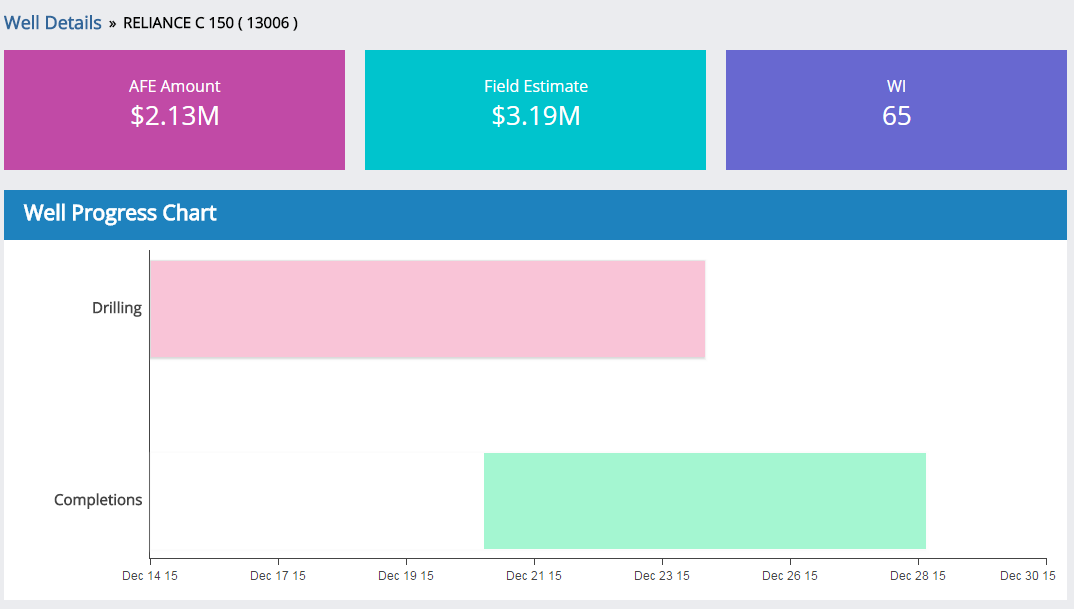 Well Details » RELIANCE C 150 ( 13006 )
AFE Amount
$2.13M
Field Estimate
$3.19M
WI
65
Well Progress Chart
Drilling
Completions
Dec 14 15 Dec 17 15 Dec 19 15 Dec 21 15 Dec 23 15 Dec 26 15 Dec 28 15 Dec 30 15